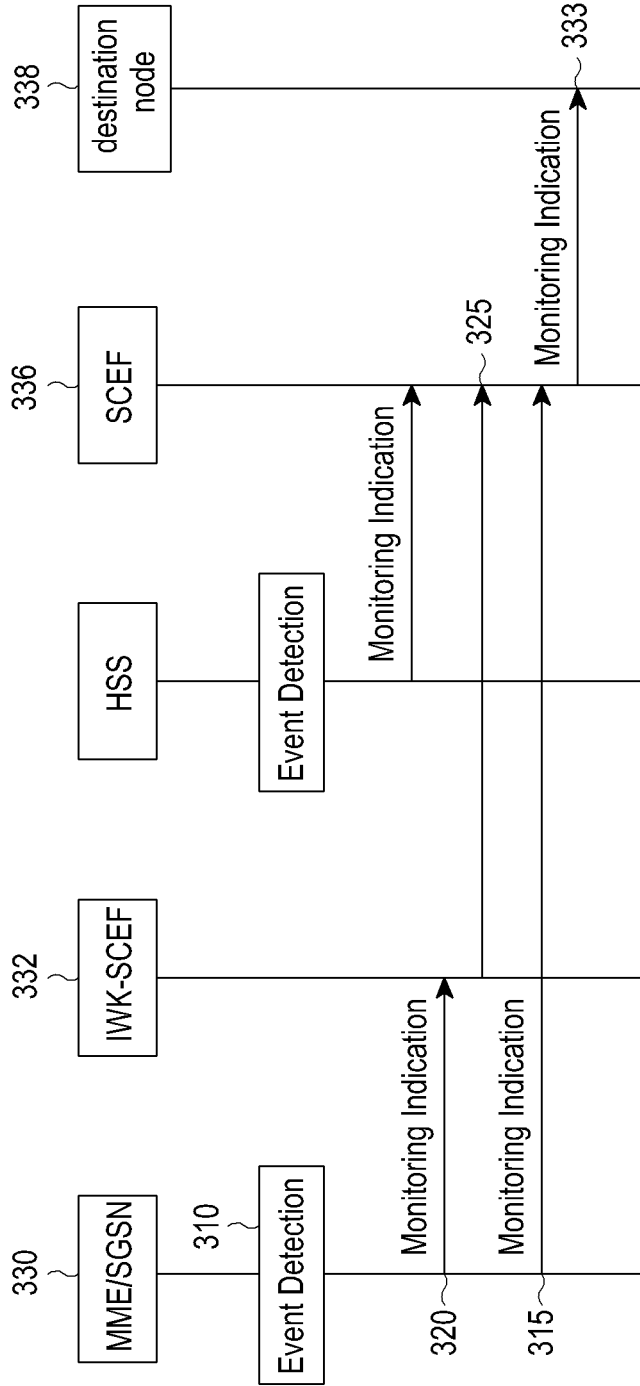 330
332
336
338
MME/SGSN
IWK-SCEF
HSS
SCEF
destination
node
310
Event Detection
Event Detection
Monitoring Indication
Monitoring Indication
320
325
Monitoring Indication
315
Monitoring Indication
333